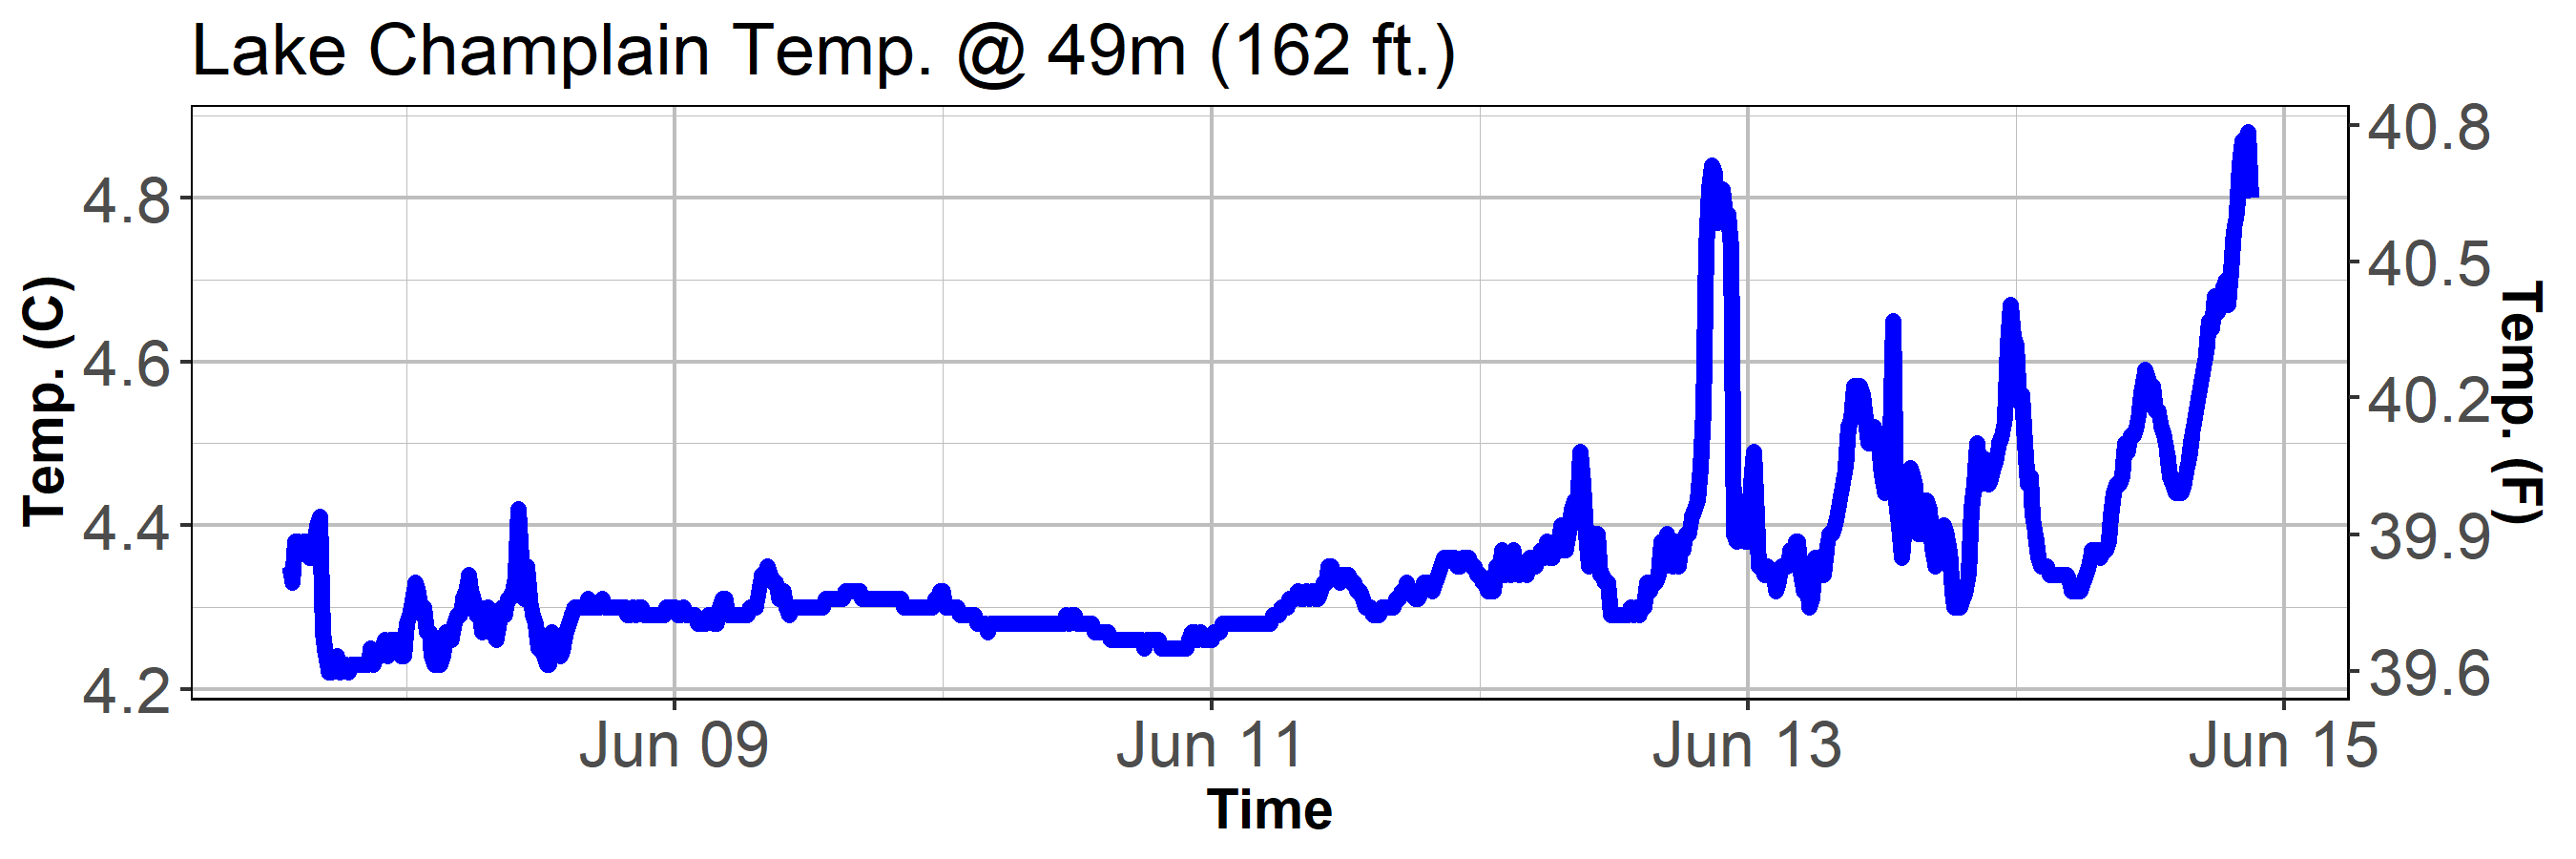 Lake Champlain Temp. @ 49m (162 ft.)
Temp. (C)
4.8
4.6
4.4
4.2
40.8
40.5
40.2
39.9
39.6
Temp. (F)
Jun 09
Jun 11
Jun 13
Jun 15
Time